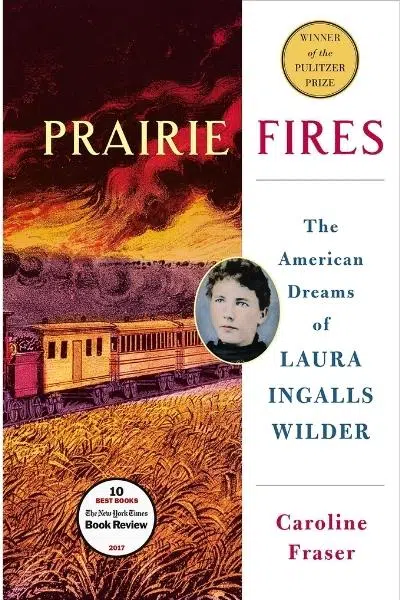 WINNER
of the
PULITZER
PRIZE
PRAIRIE FIRES
The
American
Dreams
of
LAURA
INGALLS
WILDER
10
BEST BOOKS
The New York Times
Book Review
2017
Caroline
Fraser